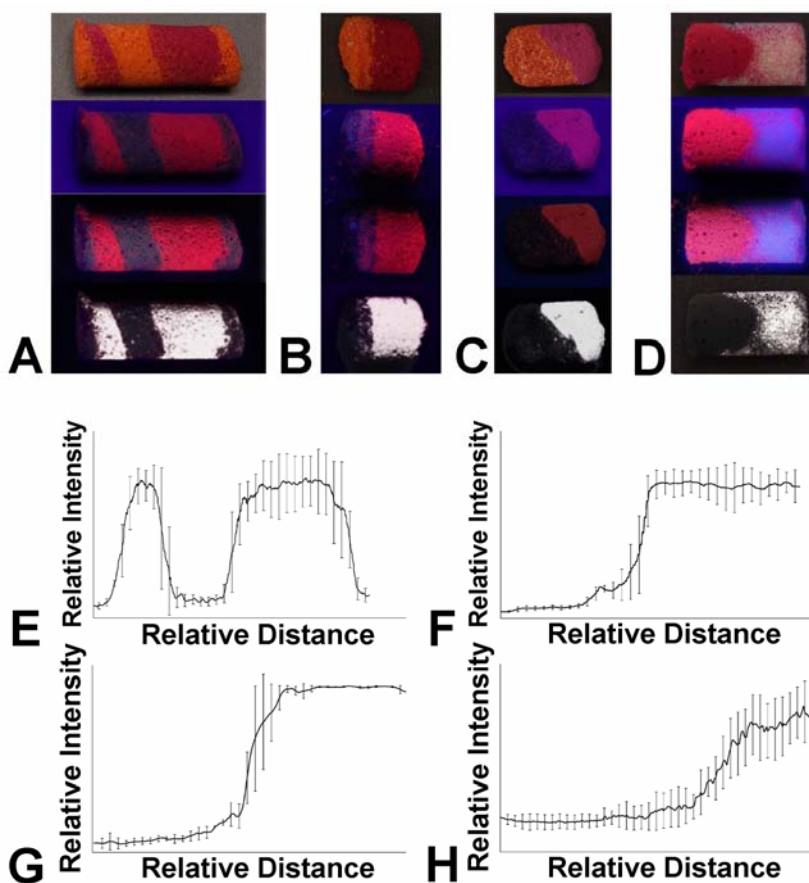 A B C D
Relative Intensity
Relative Distance
E
Relative Intensity
Relative Distance
F
Relative Intensity
Relative Distance
G
Relative Intensity
Relative Distance
H